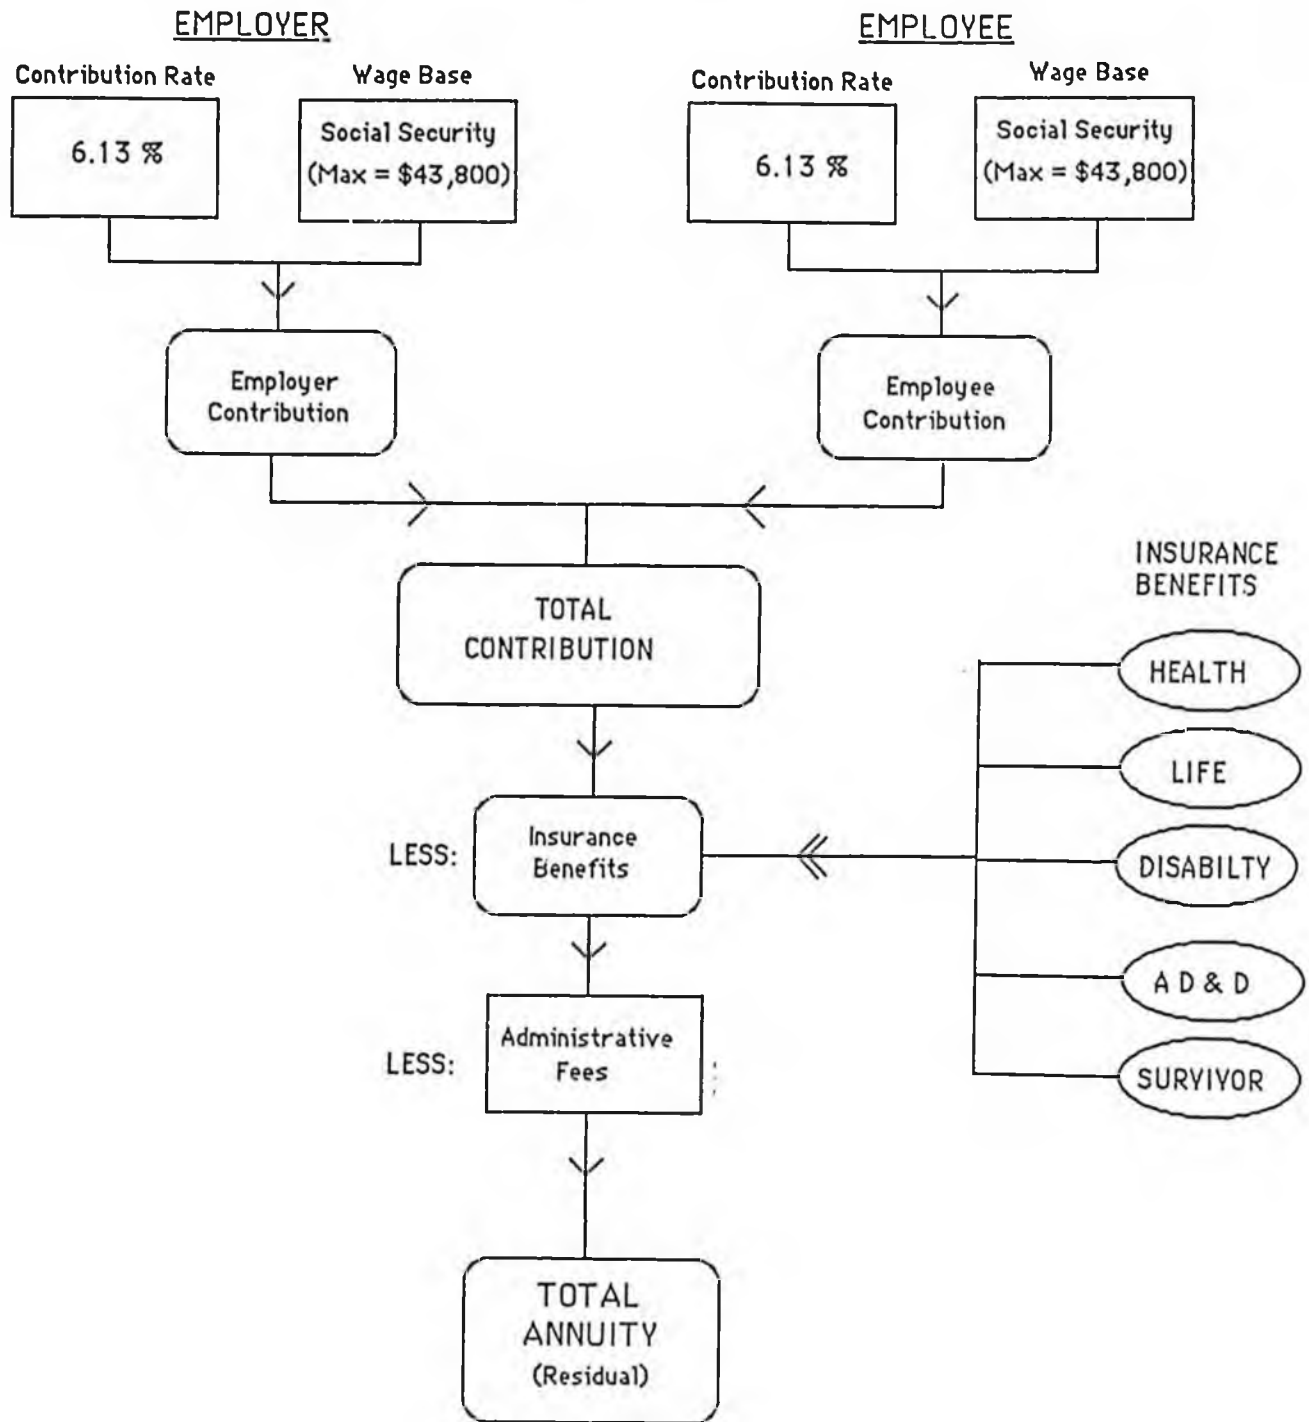 EMPLOYER
Contribution Rate
Wage Base
6.13 %
Social Security
(Max = $43,800)
EMPLOYEE
Contribution Rate
Wage Base
6.13 %
Social Security
(Max = $43,800)
Employer
Contribution
Employee
Contribution
TOTAL
CONTRIBUTION
INSURANCE
BENEFITS
HEALTH
LIFE
DISABILTY
A D & D
SURVIVOR
LESS:
Insurance
Benefits
LESS:
Administrative
Fees
TOTAL
ANNUITY
(Residual)